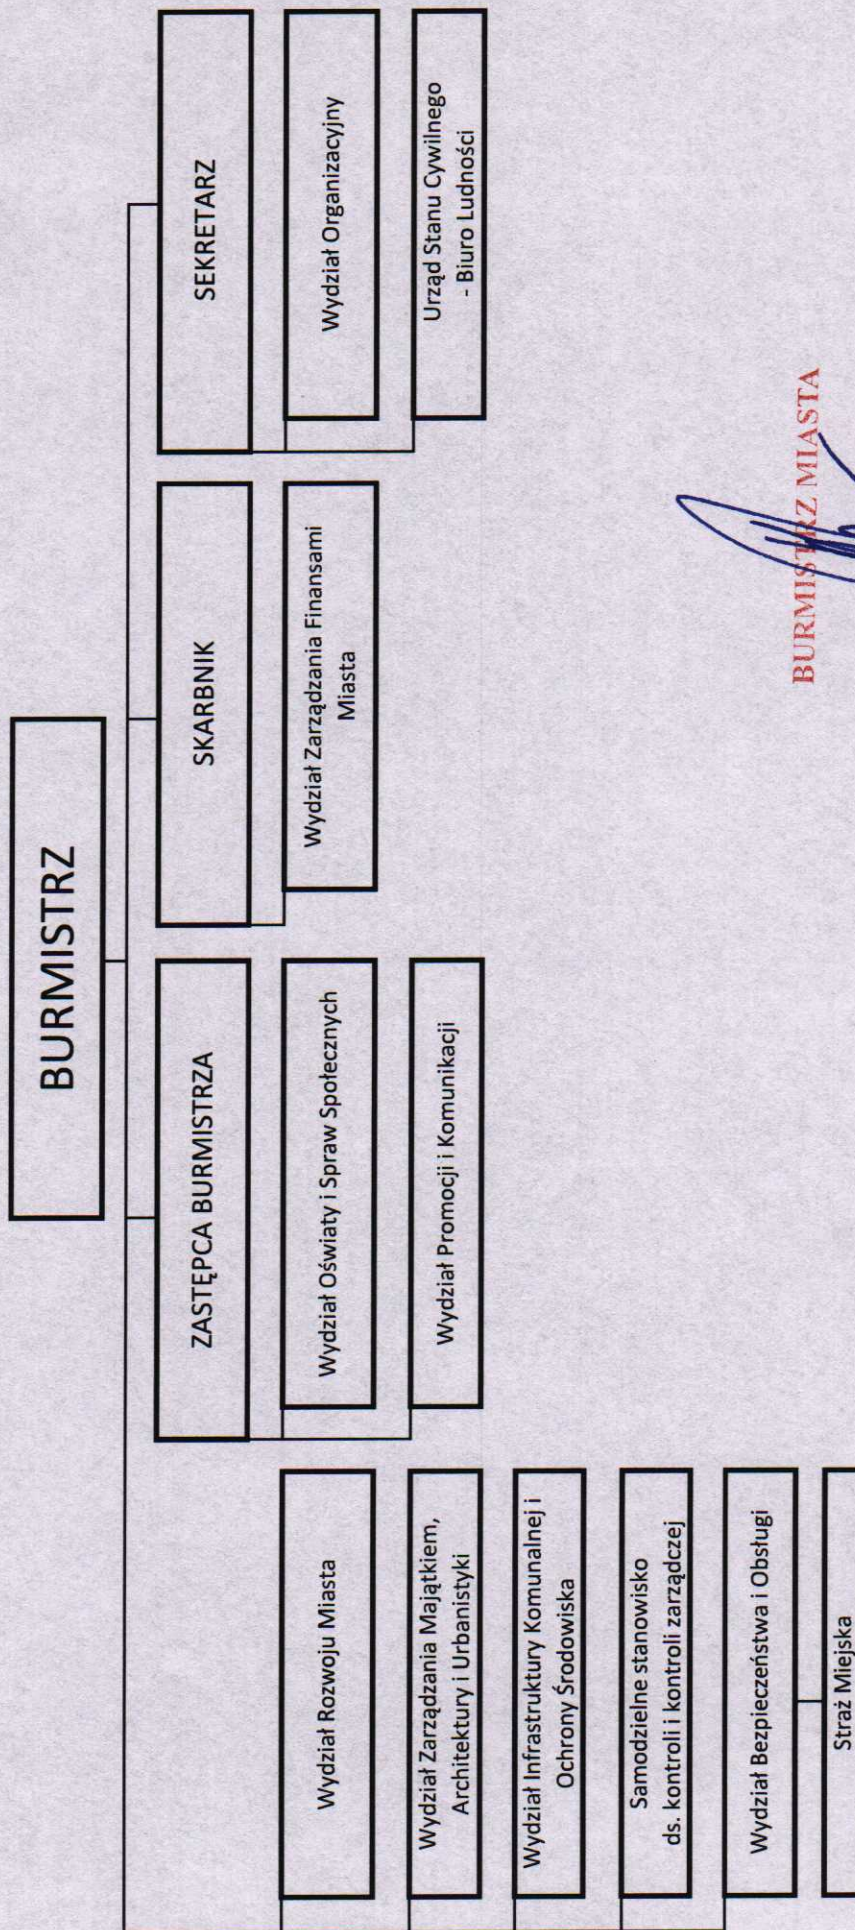 BURMISTRZ
ZASTĘPCA BURMISTRZA
SKARBNIK
SEKRETARZ
Wydział Rozwoju Miasta
Wydział Zarządzania Majątkiem,
Architektury i Urbanistyki
Wydział Infrastruktury Komunalnej i
Ochrony Środowiska
Samodzielne stanowisko
ds. kontroli i kontroli zarządczej
Wydział Bezpieczeństwa i Obsługi
Straż Miejska
Wydział Oświaty i Spraw Społecznych
Wydział Promocji i Komunikacji
Wydział Zarządzania Finansami
Miasta
Wydział Organizacyjny
Urząd Stanu Cywilnego
- Biuro Ludności
BURMISTRZ MIASTA